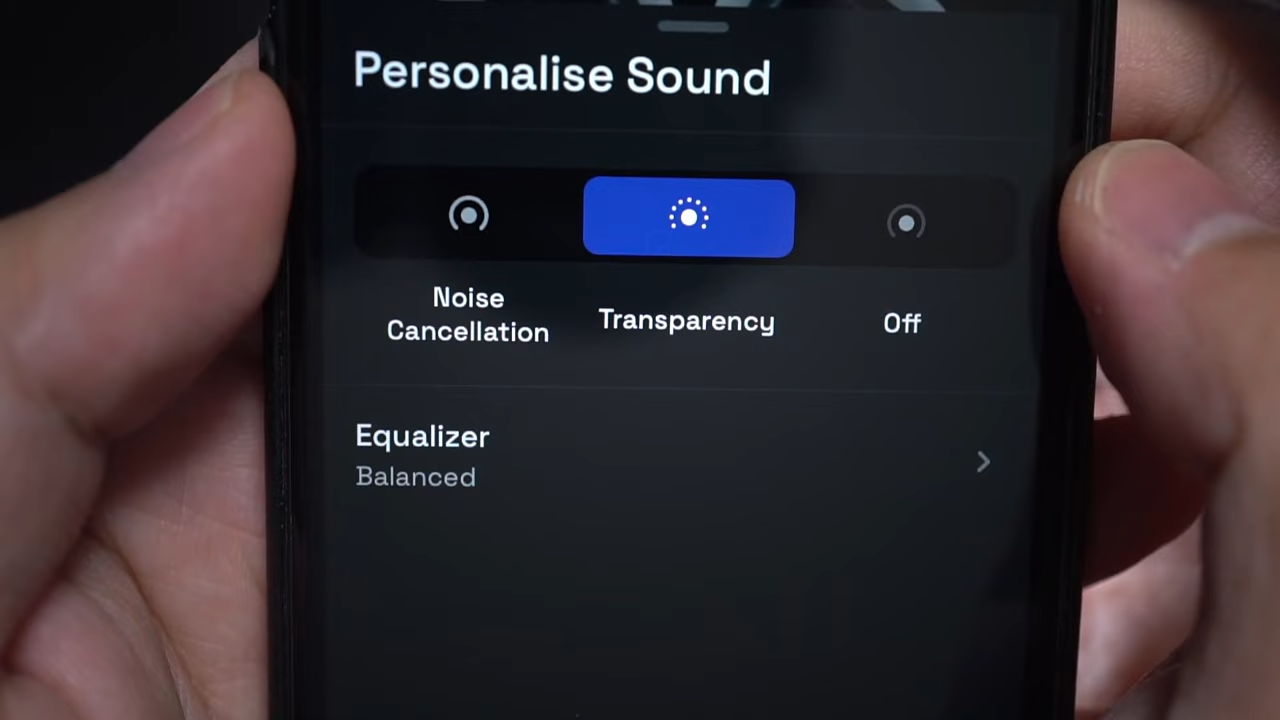 Personalise Sound
Noise
Cancellation
Transparency
Off
Equalizer
Balanced